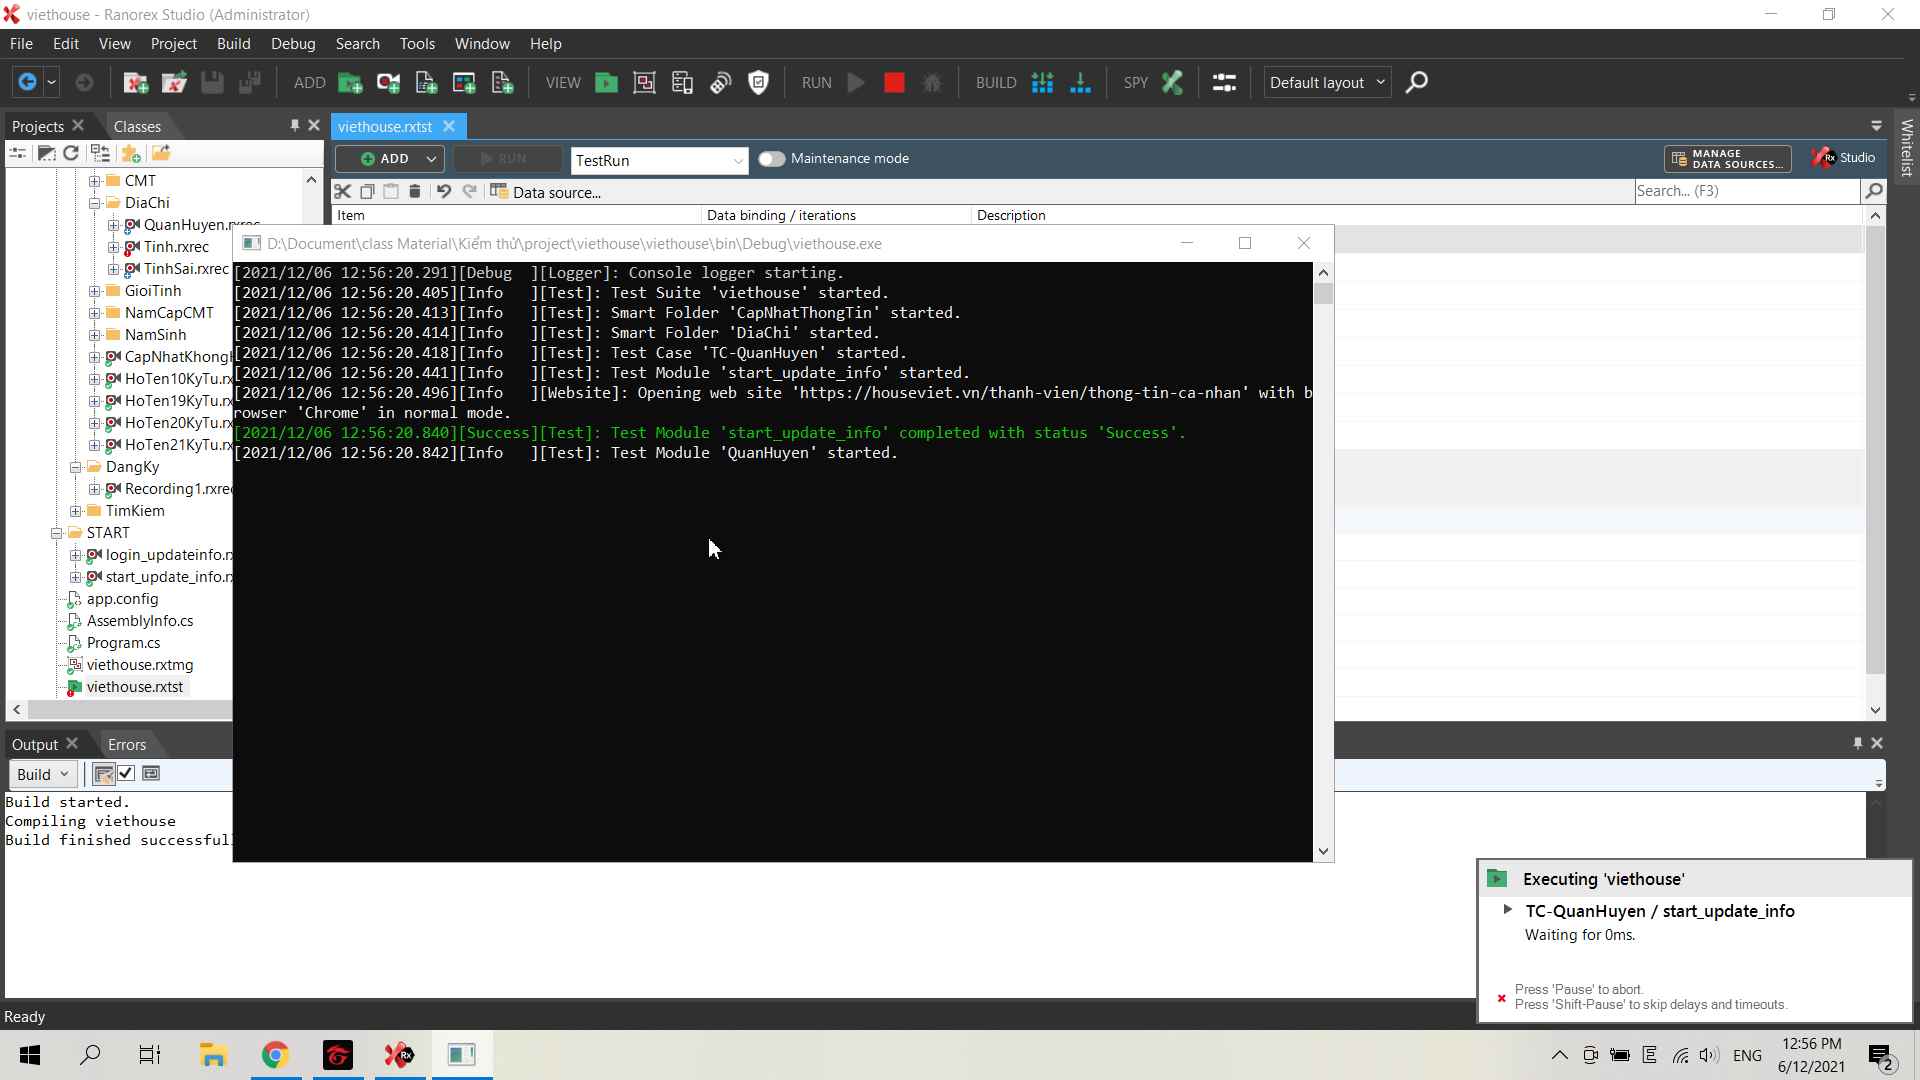 viethouse - Ranorex Studio (Administrator)
File Edit View Project Build Debug Search Tools Window Help
ADD VIEW RUN BUILD SPY Default layout
Projects Classes
viethouse.rxtst
Whitelist
ADD RUN TestRun Maintenance mode MANAGE DATA SOURCES... Rx Studio
Data source... Search... (F3)
Item Data binding / iterations Description
CMT
DiaChi
QuanHuyen.rxrec
Tinh.rxrec
TinhSai.rxrec
GioiTinh
NamCapCMT
NamSinh
CapNhatKhong
HoTen10KyTu.rx
HoTen19KyTu.rx
HoTen20KyTu.rx
HoTen21KyTu.rx
DangKy
Recording1.rxrec
TimKiem
START
login_updateinfo.rx
start_update_info.rx
app.config
AssemblyInfo.cs
Program.cs
viethouse.rxtmg
viethouse.rxtst
D:\Document\class Material\Kiểm thử\project\viethouse\viethouse\bin\Debug\viethouse.exe
[2021/12/06 12:56:20.291][Debug  ][Logger]: Console logger starting.
[2021/12/06 12:56:20.405][Info   ][Test]: Test Suite 'viethouse' started.
[2021/12/06 12:56:20.413][Info   ][Test]: Smart Folder 'CapNhatThongTin' started.
[2021/12/06 12:56:20.414][Info   ][Test]: Smart Folder 'DiaChi' started.
[2021/12/06 12:56:20.418][Info   ][Test]: Test Case 'TC-QuanHuyen' started.
[2021/12/06 12:56:20.441][Info   ][Test]: Test Module 'start_update_info' started.
[2021/12/06 12:56:20.496][Info   ][Website]: Opening web site 'https://houseviet.vn/thanh-vien/thong-tin-ca-nhan' with b
rowser 'Chrome' in normal mode.
[2021/12/06 12:56:20.840][Success][Test]: Test Module 'start_update_info' completed with status 'Success'.
[2021/12/06 12:56:20.842][Info   ][Test]: Test Module 'QuanHuyen' started.
Output Errors
Build
Build started.
Compiling viethouse
Build finished successful
Executing 'viethouse'
TC-QuanHuyen / start_update_info
Waiting for 0ms.
Press 'Pause' to abort.
Press 'Shift-Pause' to skip delays and timeouts.
Ready
Rx
ENG
12:56 PM
6/12/2021
2